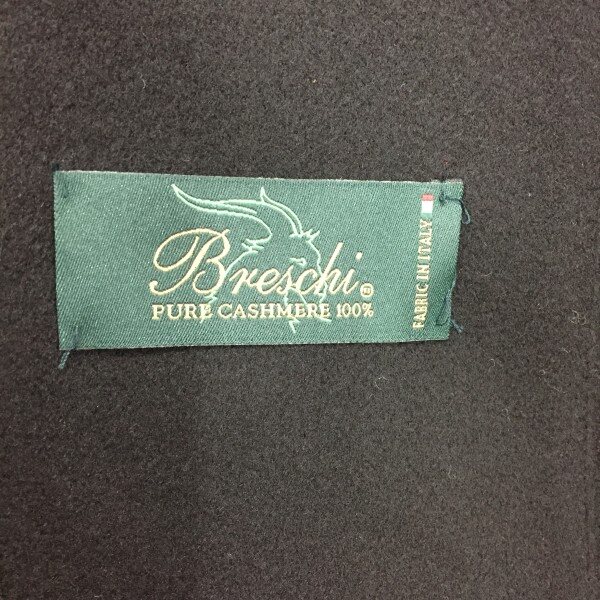 Breschi ®
PURE CASHMERE 100%
FABRIC IN ITALY